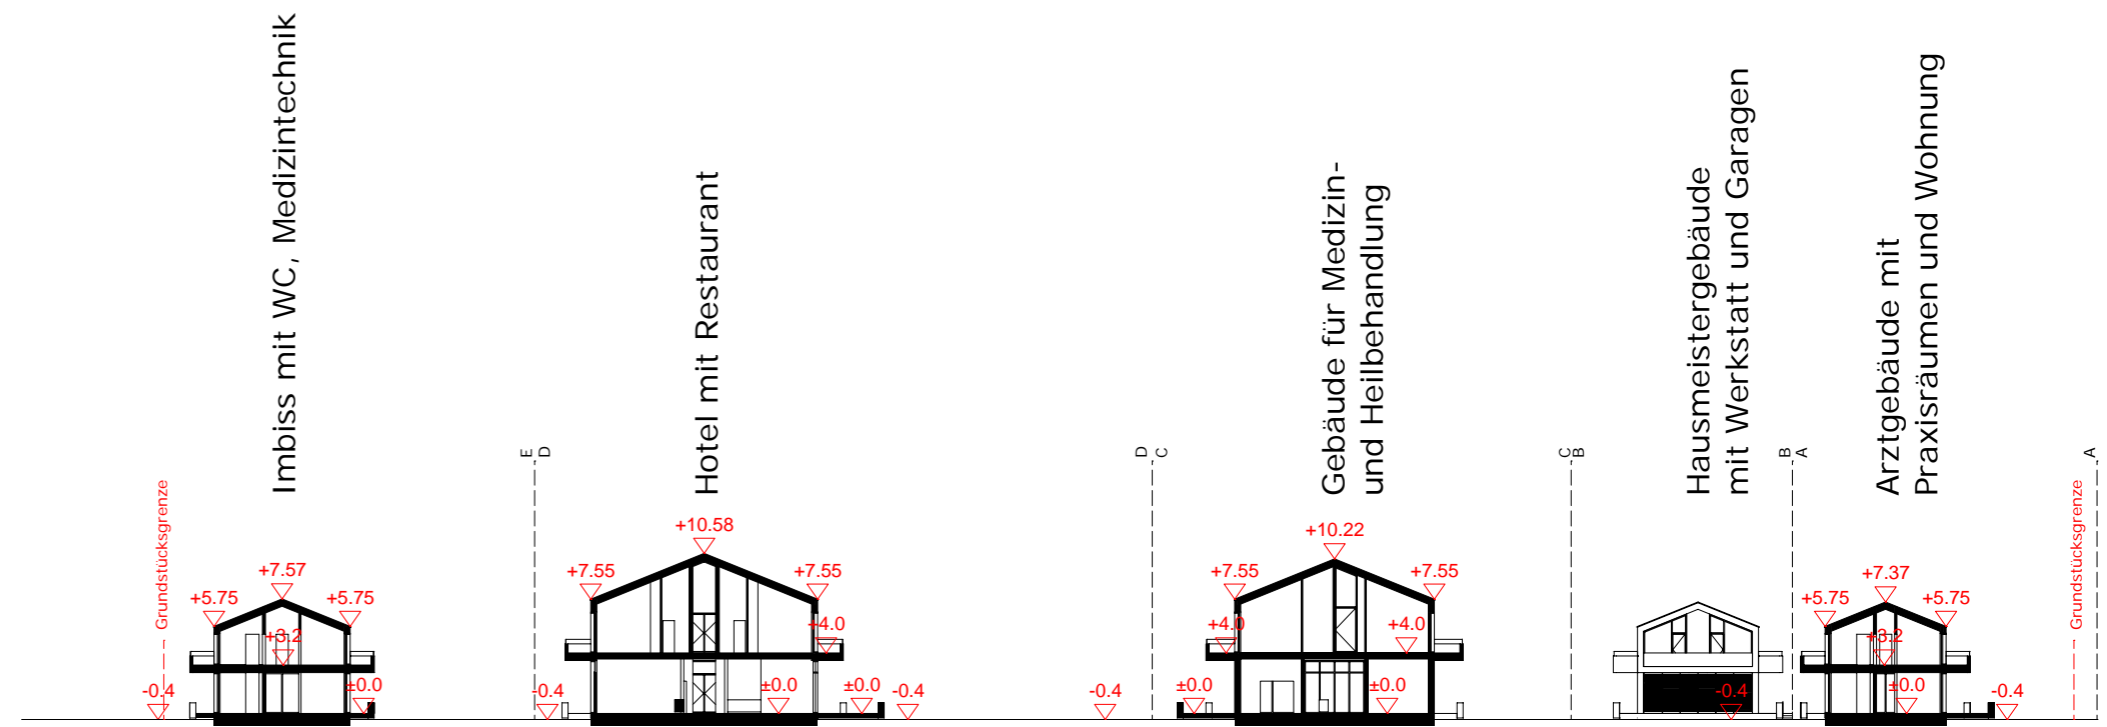 Imbiss mit WC, Medizintechnik
Hotel mit Restaurant
Gebäude für Medizin-
und Heilbehandlung
Hausmeistergebäude
mit Werkstatt und Garagen
Arztgebäude mit
Praxisräumen und Wohnung
E
D
D
C
C
B
B
A
A
Grundstücksgrenze
Grundstücksgrenze
-0.4
+5.75
+7.57
+5.75
+3.2
±0.0
-0.4
+7.55
+10.58
+7.55
+4.0
±0.0
±0.0
-0.4
-0.4
±0.0
+7.55
+10.22
+7.55
+4.0
+4.0
±0.0
-0.4
+5.75
+7.37
+5.75
+3.2
±0.0
-0.4